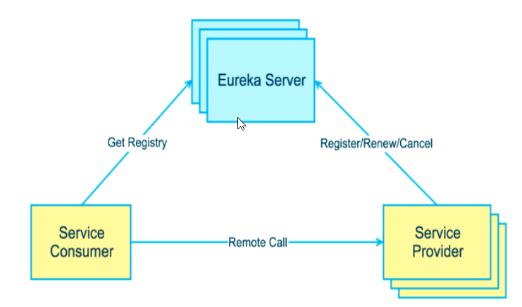 Eureka Server
Get Registry
Register/Renew/Cancel
Service
Consumer
Remote Call
Service
Provider